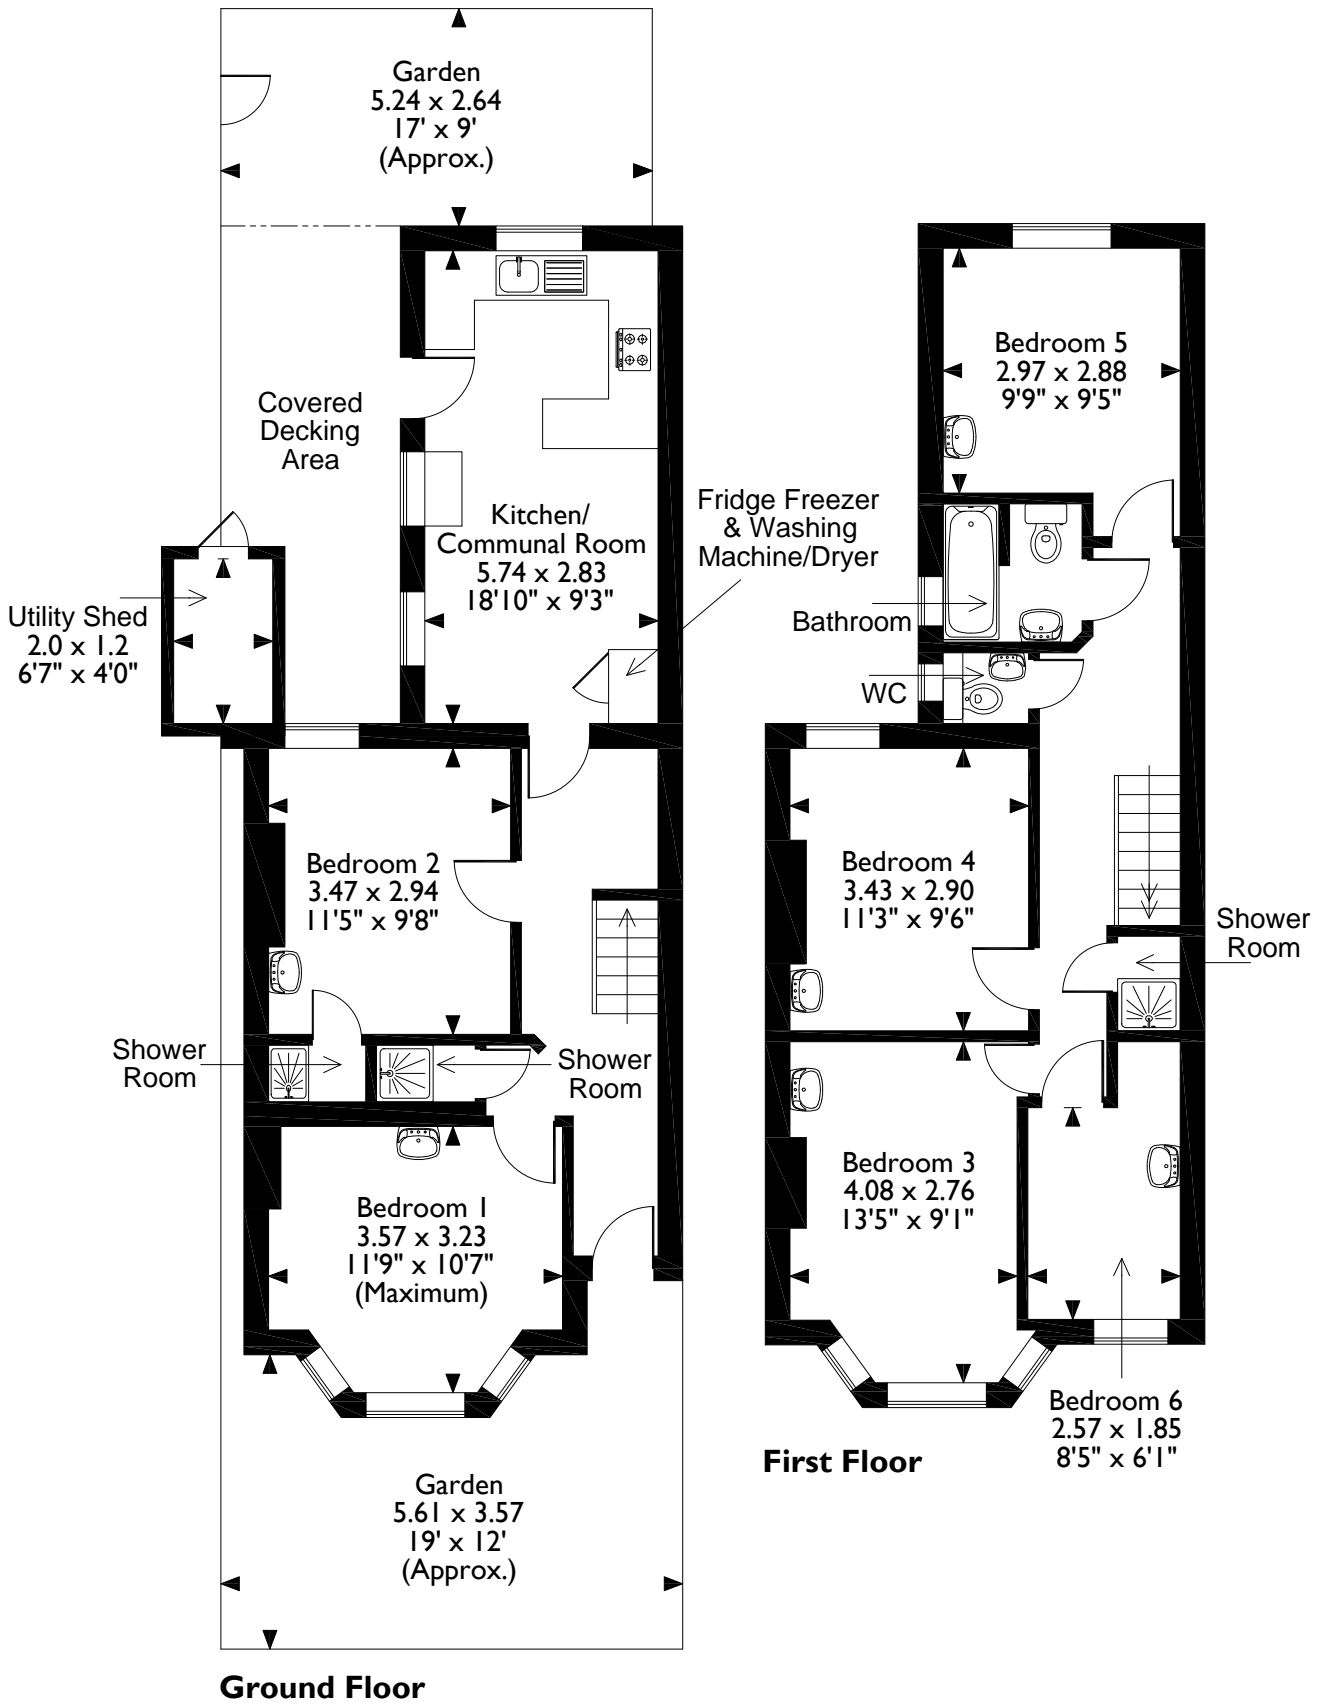 Garden
5.24 x 2.64
17' x 9'
(Approx.)
Covered
Decking
Area
Kitchen/
Communal Room
5.74 x 2.83
18'10" x 9'3"
Fridge Freezer
& Washing
Machine/Dryer
Utility Shed
2.0 x 1.2
6'7" x 4'0"
Bedroom 2
3.47 x 2.94
11'5" x 9'8"
Shower
Room
Shower
Room
Bedroom 1
3.57 x 3.23
11'9" x 10'7"
(Maximum)
Garden
5.61 x 3.57
19' x 12'
(Approx.)
Ground Floor
Bedroom 5
2.97 x 2.88
9'9" x 9'5"
Bathroom
WC
Bedroom 4
3.43 x 2.90
11'3" x 9'6"
Shower
Room
Bedroom 3
4.08 x 2.76
13'5" x 9'1"
Bedroom 6
2.57 x 1.85
8'5" x 6'1"
First Floor